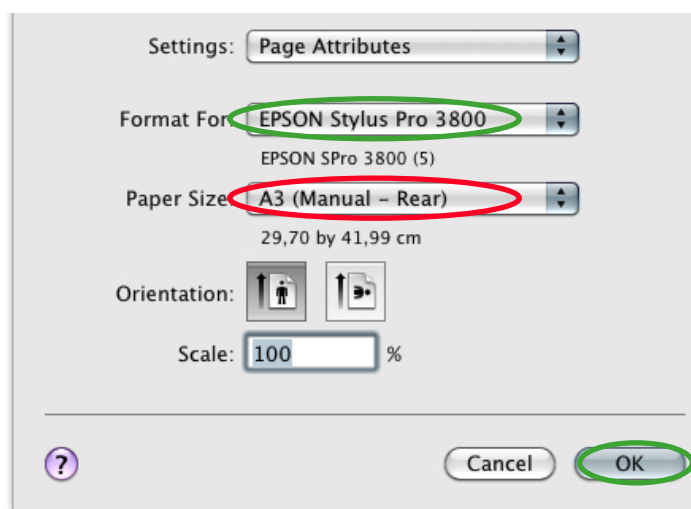 Settings: Page Attributes
Format For: EPSON Stylus Pro 3800
EPSON SPro 3800 (5)
Paper Size: A3 (Manual – Rear)
29,70 by 41,99 cm
Orientation:
Scale: 100 %
? Cancel OK